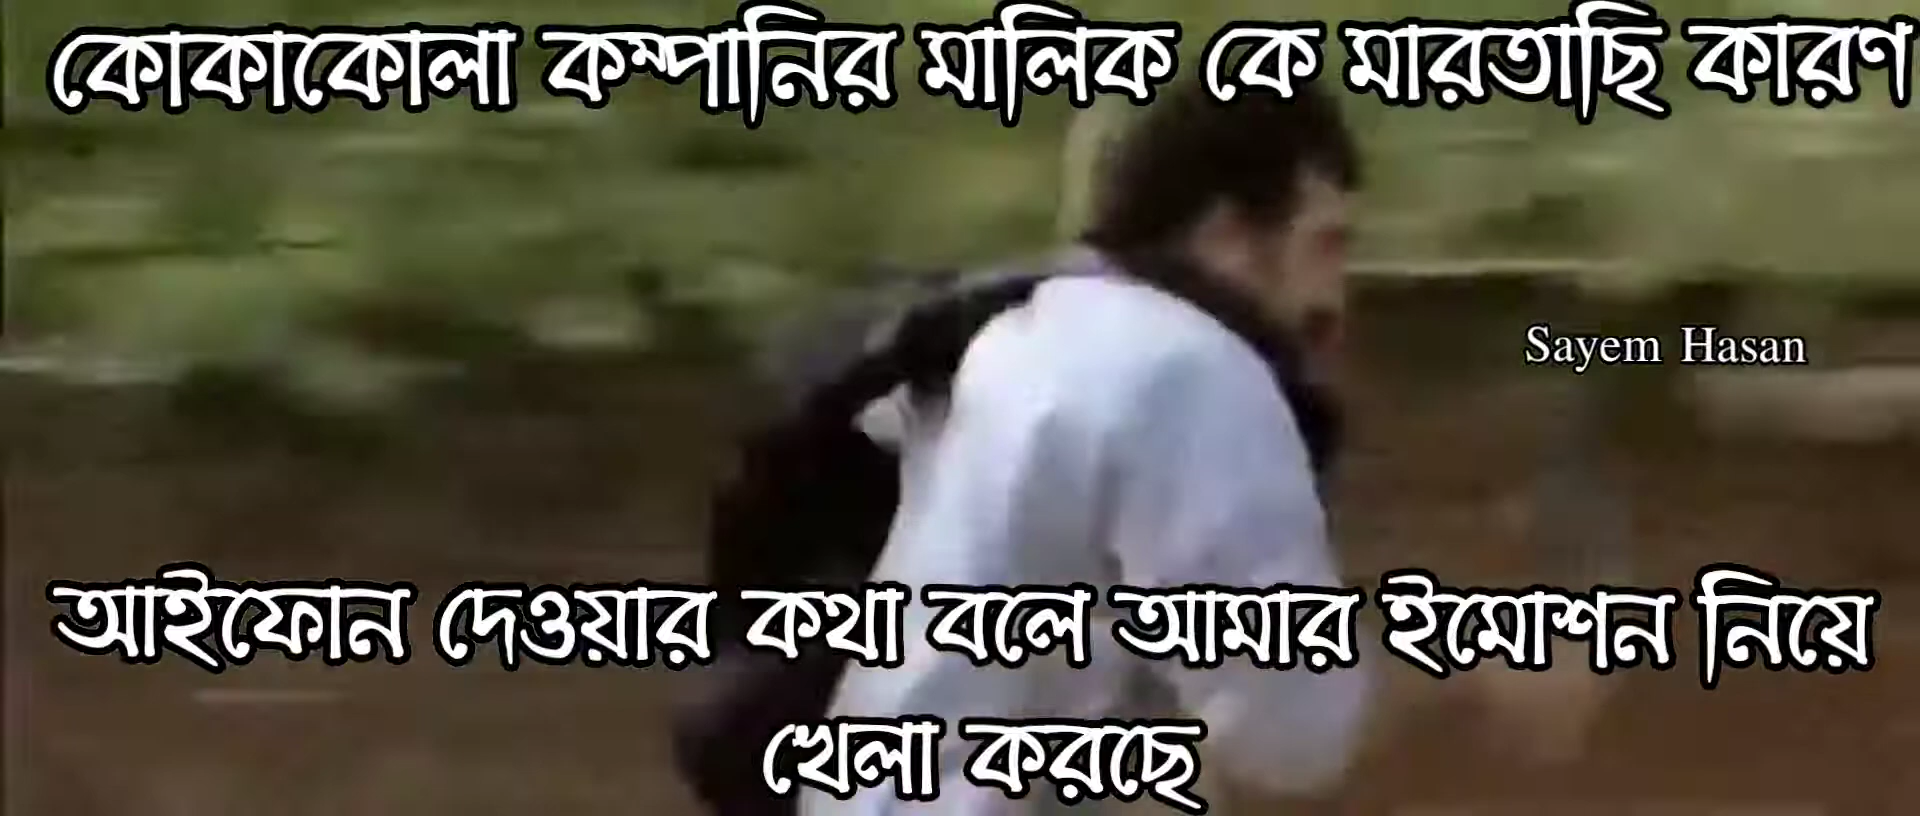 কোকাকোলা কম্পানির মালিক কে মারতাছি কারণ
Sayem Hasan
আইফোন দেওয়ার কথা বলে আমার ইমোশন নিয়ে
খেলা করছে